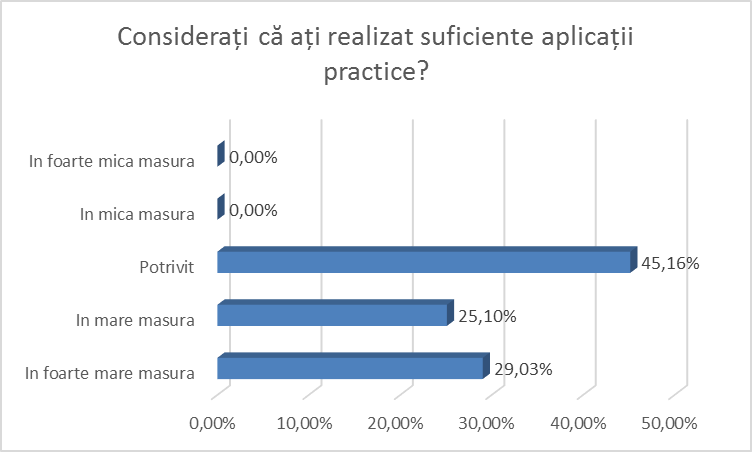 Considerați că ați realizat suficiente aplicații
practice?
In foarte mica masura 0,00%
In mica masura 0,00%
Potrivit 45,16%
In mare masura 25,10%
In foarte mare masura 29,03%
0,00% 10,00% 20,00% 30,00% 40,00% 50,00%